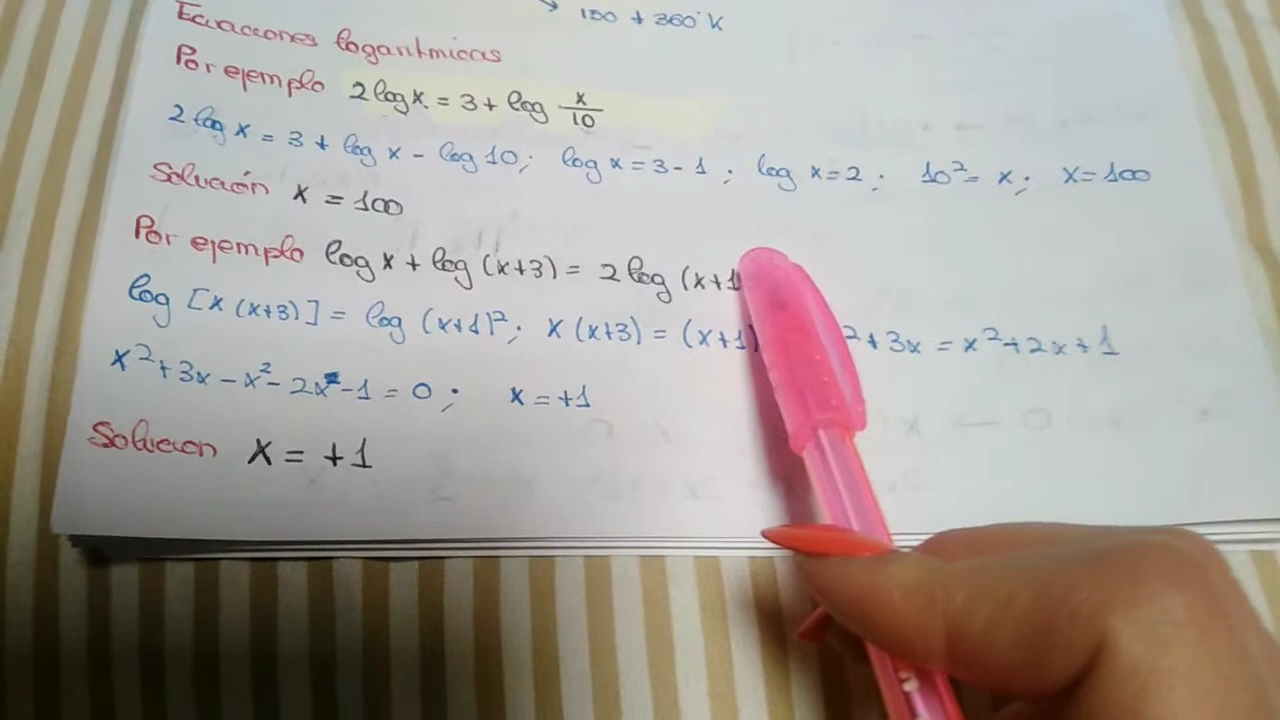 → 180 + 360°K
Ecuaciones logarítmicas
Por ejemplo 2 log x = 3 + log x/10
2 log x = 3 + log x - log 10; log x = 3 - 1; log x = 2; 10² = x; x = 100
Solución x = 100
Por ejemplo log x + log (x+3) = 2 log (x+1
log [x (x+3)] = log (x+1)²; x (x+3) = (x+1) ²+3x = x²+2x+1
x²+3x - x² - 2x - 1 = 0; x = +1
Solución x = +1